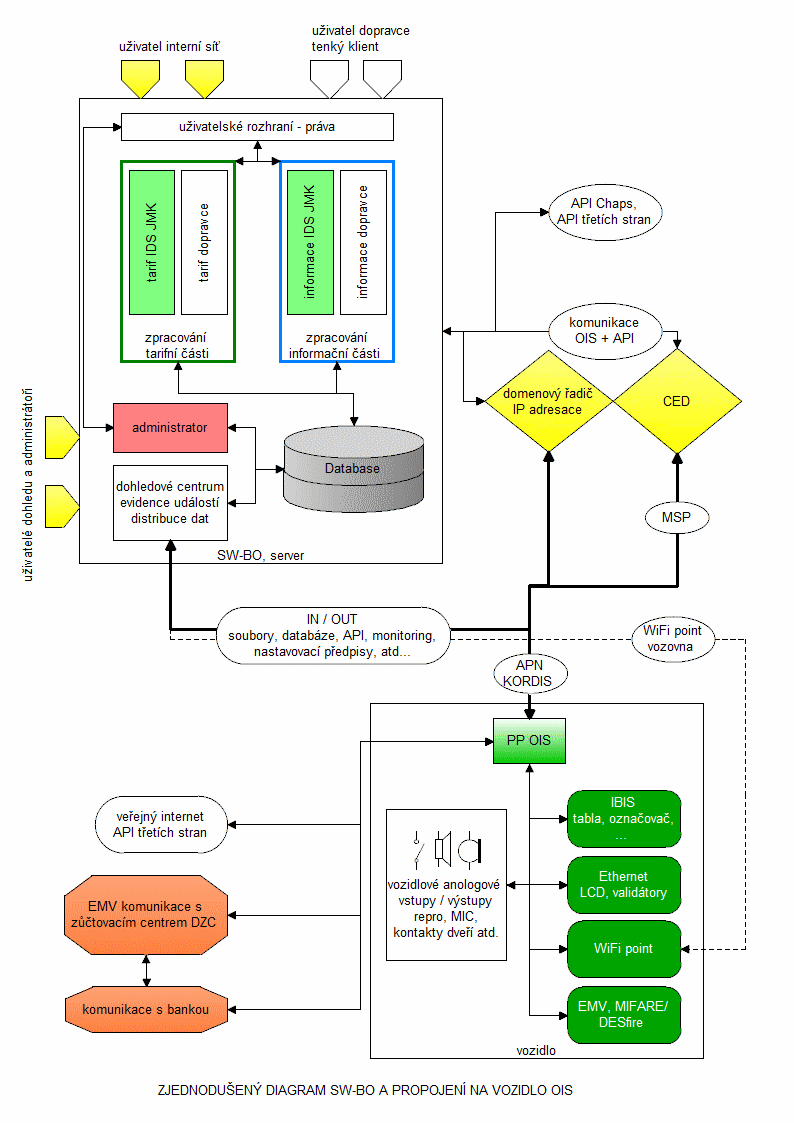 uživatel dopravce
tenký klient
uživatel interní síť
uživatelské rozhraní - práva
tarif IDS JMK
tarif dopravce
informace IDS JMK
informace dopravce
zpracování
tarifní části
zpracování
informační části
API Chaps,
API třetích stran
komunikace
OIS + API
domenový řadič
IP adresace
CED
uživatelé dohledu a administrátoři
administrator
Database
dohledové centrum
evidence událostí
distribuce dat
SW-BO, server
MSP
IN / OUT
soubory, databáze, API, monitoring,
nastavovací předpisy, atd...
WiFi point
vozovna
APN
KORDIS
PP OIS
veřejný internet
API třetích stran
IBIS
tabla, označovač,
...
vozidlové anologové
vstupy / výstupy
repro, MIC,
kontakty dveří atd.
Ethernet
LCD, validátory
EMV komunikace s
zůčtovacím centrem DZC
WiFi point
komunikace s bankou
EMV, MIFARE/
DESfire
vozidlo
ZJEDNODUŠENÝ DIAGRAM SW-BO A PROPOJENÍ NA VOZIDLO OIS